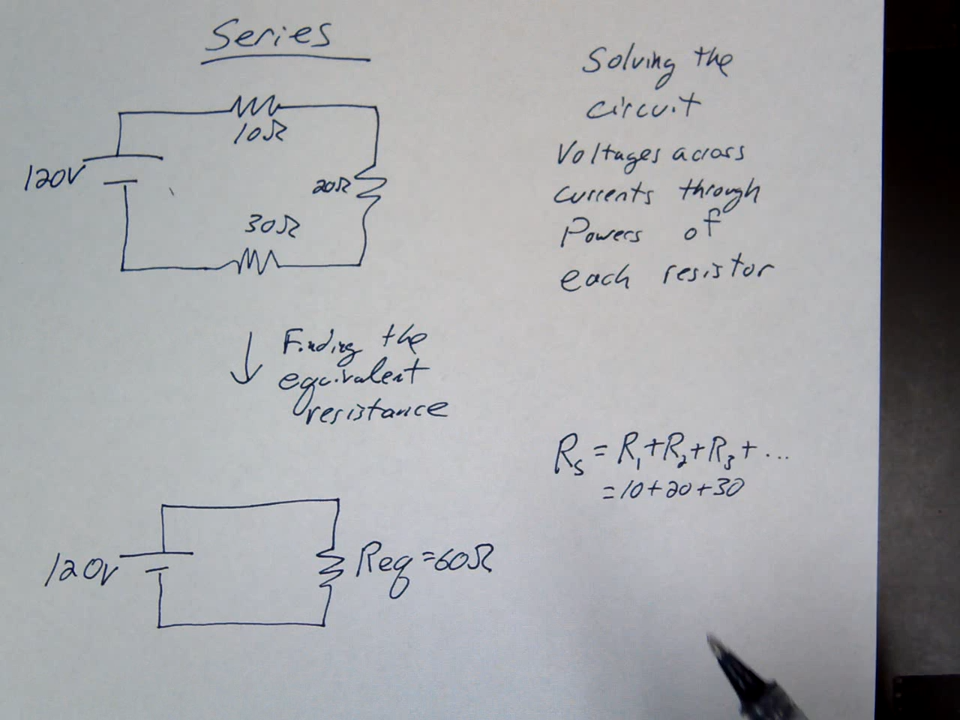 Series
10Ω
120V
20Ω
30Ω
Solving the
circuit
Voltages across
currents through
Powers of
each resistor
Finding the
equivalent
resistance
Rs = R1+R2+R3+...
=10+20+30
120V
Req=60Ω